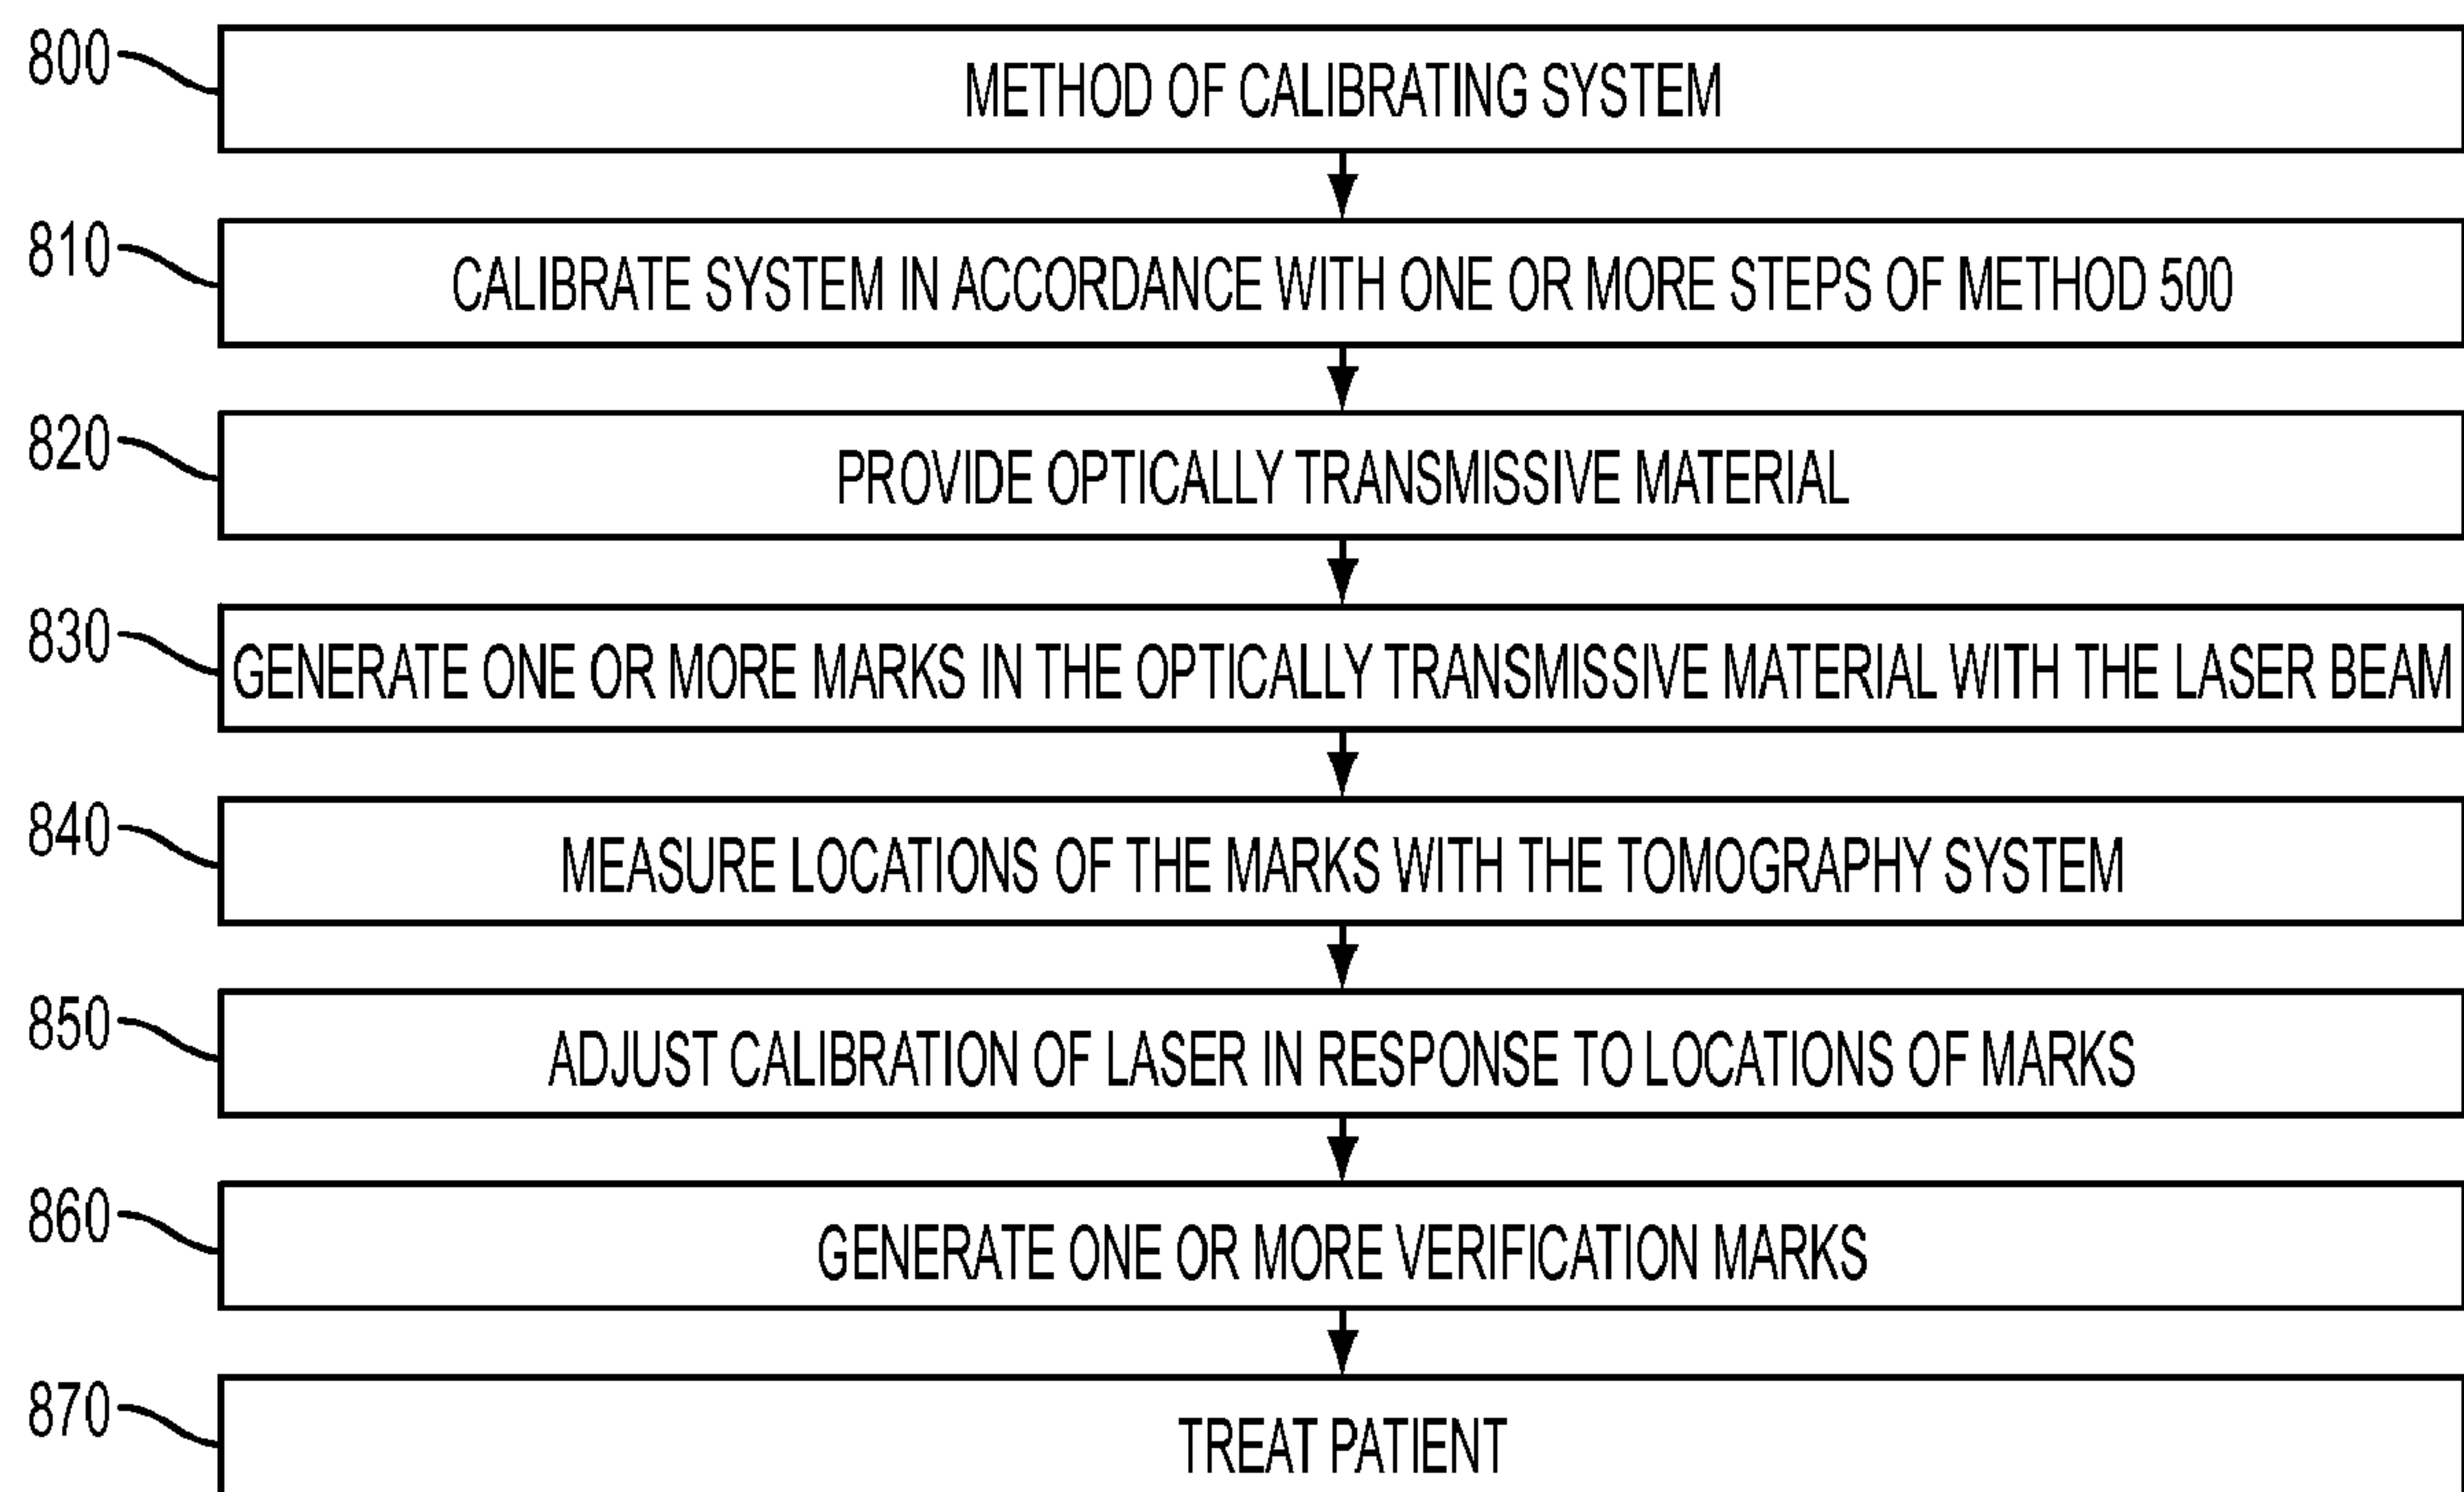 800 METHOD OF CALIBRATING SYSTEM
810 CALIBRATE SYSTEM IN ACCORDANCE WITH ONE OR MORE STEPS OF METHOD 500
820 PROVIDE OPTICALLY TRANSMISSIVE MATERIAL
830 GENERATE ONE OR MORE MARKS IN THE OPTICALLY TRANSMISSIVE MATERIAL WITH THE LASER BEAM
840 MEASURE LOCATIONS OF THE MARKS WITH THE TOMOGRAPHY SYSTEM
850 ADJUST CALIBRATION OF LASER IN RESPONSE TO LOCATIONS OF MARKS
860 GENERATE ONE OR MORE VERIFICATION MARKS
870 TREAT PATIENT